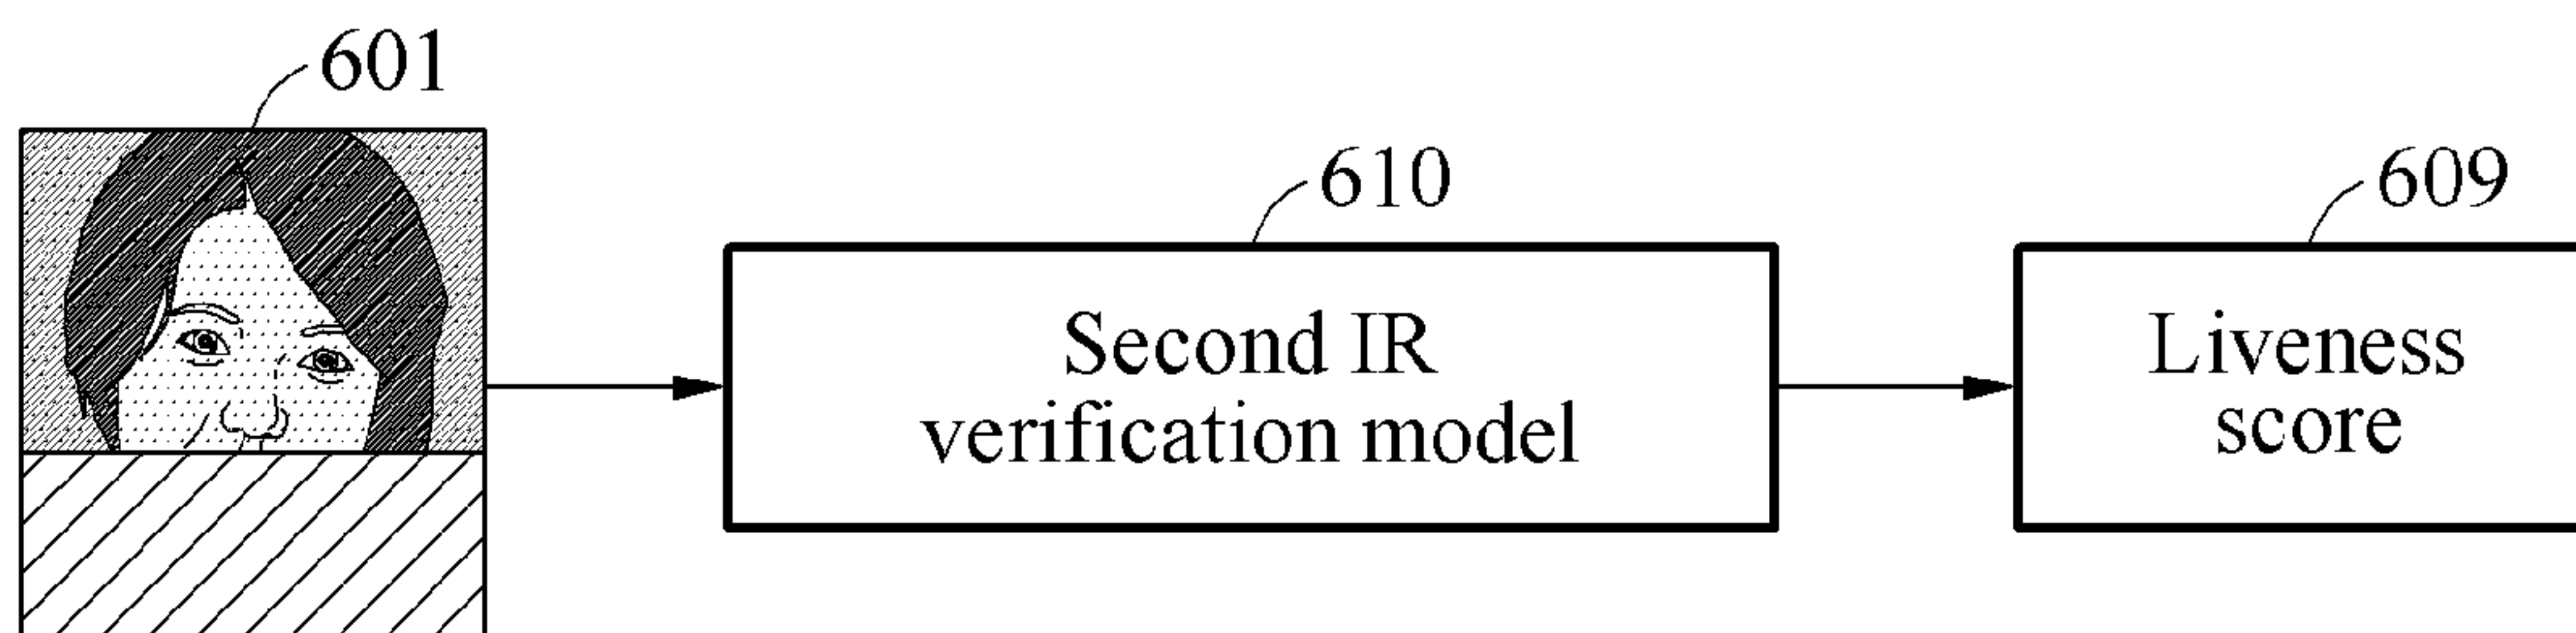 601
610
609
Second IR
verification model
Liveness
score